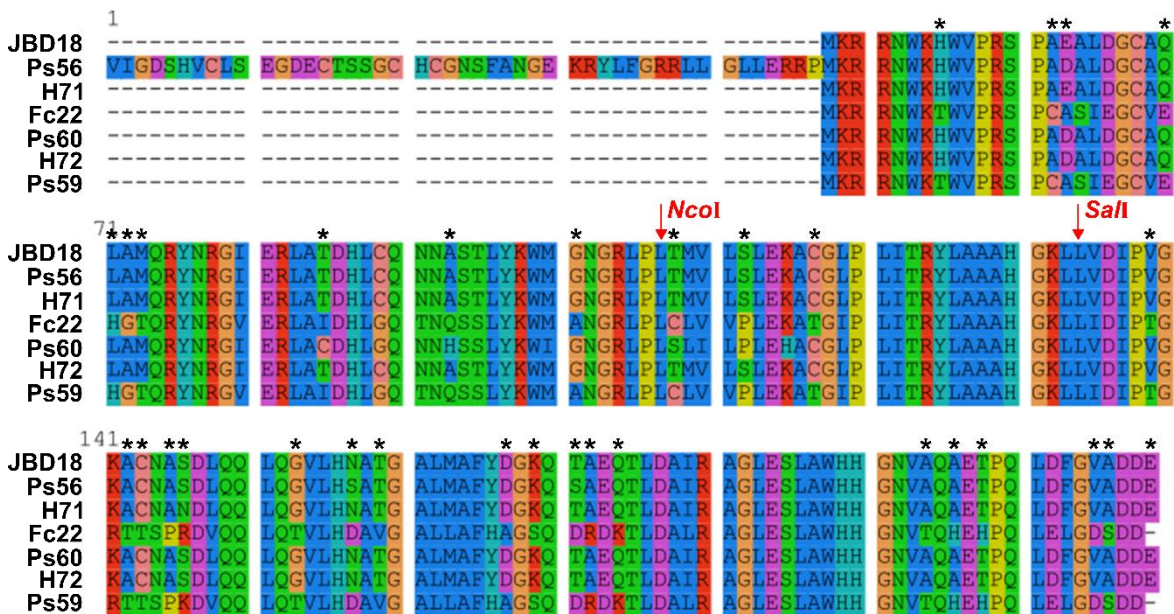 1
* ** *
JBD18 ---------- ---------- ---------- ---------- -------MKR RNWKHWVPRS PAEALDGCAQ
Ps56 VIGDSHVCLS EGDECTSSGC HCGNSFANGE KRYLFGRRLL GLLERRPMKR RNWKHWVPRS PADALDGCAQ
H71 ---------- ---------- ---------- ---------- -------MKR RNWKHWVPRS PAEALDGCAQ
Fc22 ---------- ---------- ---------- ---------- -------MKR RNWKTWVPRS PCASIEGCVE
Ps60 ---------- ---------- ---------- ---------- -------MKR RNWKHWVPRS PADALDGCAQ
H72 ---------- ---------- ---------- ---------- -------MKR RNWKHWVPRS PADALDGCAQ
Ps59 ---------- ---------- ---------- ---------- -------MKR RNWKTWVPRS PCASIEGCVE
NcoI SalI
71
*** * * * * * * *
JBD18 LAMQRYNRGI ERLATDHLCQ NNASTLYKWM GNGRLPLTMV LSLEKACGLP LITRYLAAAH GKLLVDIPVG
Ps56 LAMQRYNRGI ERLATDHLCQ NNASTLYKWM GNGRLPLTMV LSLEKACGLP LITRYLAAAH GKLLVDIPVG
H71 LAMQRYNRGI ERLATDHLCQ NNASTLYKWM GNGRLPLTMV LSLEKACGLP LITRYLAAAH GKLLVDIPVG
Fc22 HGTQRYNRGV ERLAIDHLGQ TNQSSLYKWM ANGRLPLCLV VPLEKATGLP LITRYLAAAH GKLLIDIPTG
Ps60 LAMQRYNRGI ERLACDHLGQ NNHSSLYKWI GNGRLPLSLI LPLEHACGLP LITRYLAAAH GKLLVDIPVG
H72 LAMQRYNRGI ERLATDHLCQ NNASTLYKWM GNGRLPLTMV LSLEKACGLP LITRYLAAAH GKLLVDIPVG
Ps59 HGTQRYNRGI ERLAIDHLGQ TNQSSLYKWM ANGRLPLCLV VPLEKATGLP LITRYLAAAH GKLLVDIPTG
141
** ** * * * * * ** * * * * ** *
JBD18 KACNASDLQQ LQGVLHNATG ALMAFYDGKQ TAEQTLDAIR AGLESLAWHH GNVAQAETPQ LDFGVADDE
Ps56 KACNANDLQQ LQGVLHSATG ALMAFYDGKQ SAEQTLDAIR AGLESLAWHH GNVAQAETPQ LDFGVADDE
H71 KACNANDLQQ LQGVLHNATG ALMAFYDGKQ TAEQTLDAIR AGLESLAWHH GNVAQAETPQ LDFGVADDE
Fc22 RTTSPRDVQQ LQTVLHDAVG ALLAFHAGSQ DRDKTLDAIR AGLESLAWHH GNVTQHEHPQ LELGDSDD-
Ps60 KACNASDLQQ LQGVLHNATG ALMAFYDGKQ TAEQTLDAIR AGLESLAWHH GNVAQAETPQ LDFGVADDE
H72 KACNASDLQQ LQGVLHNATG ALMAFYDGKQ TAEQTLDAIR AGLESLAWHH GNVAQAETPQ LDFGVADDE
Ps59 RTTSPKDVQQ LQTVLHDAVG ALLAFHAGSQ DRDKTLDAIR AGLESLAWHH GNVTQHEHPQ LELGDSDD-